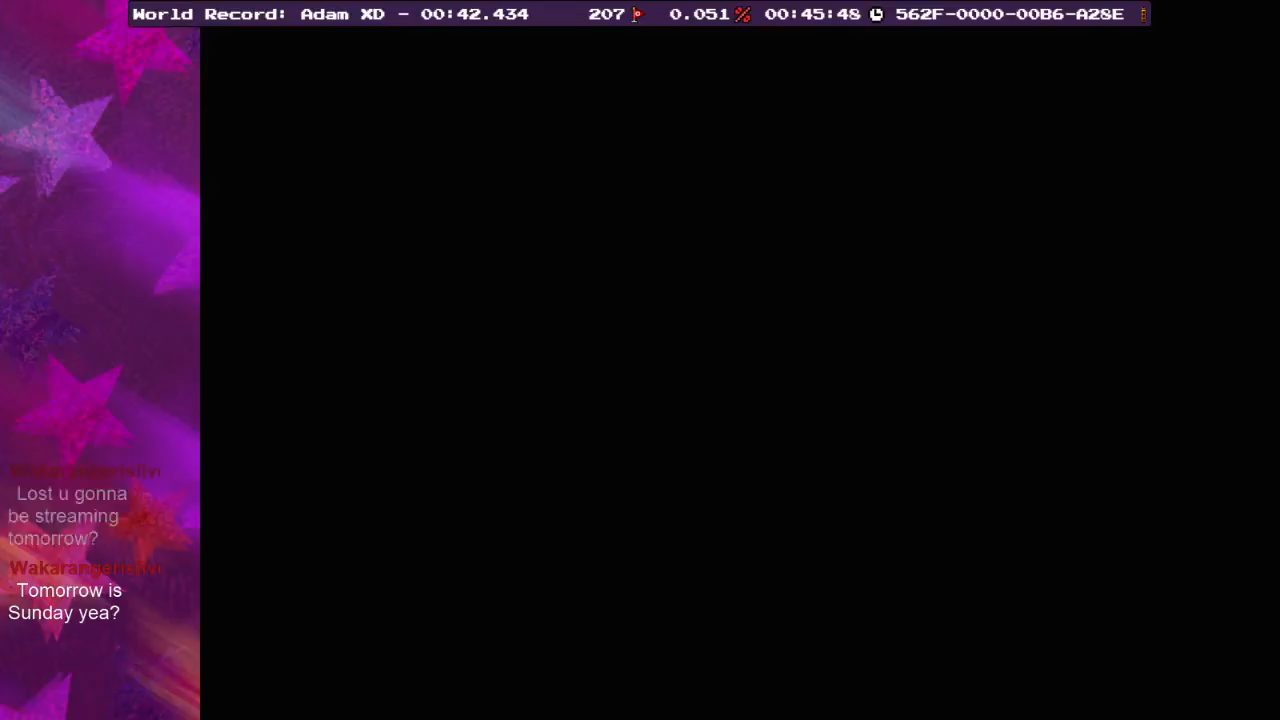 World Record: Adam XD - 00:42.434 207 0.051 00:45:48 562F-0000-00B6-A28E
Lost u gonna
be streaming
tomorrow?
Tomorrow is
Sunday yea?